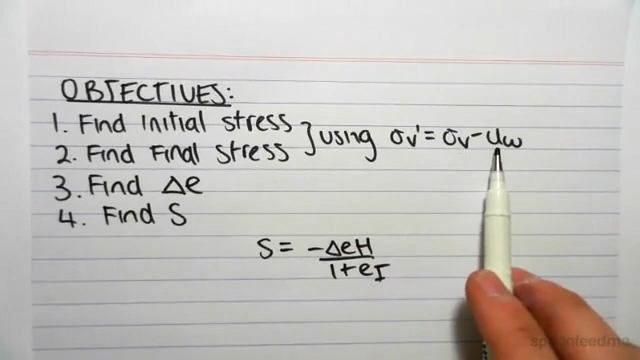 OBJECTIVES:
1. Find initial stress
2. Find Final stress } using σv' = σv - uw
3. Find Δe
4. Find S
S = -ΔeH
1+eI
spoonfeedme